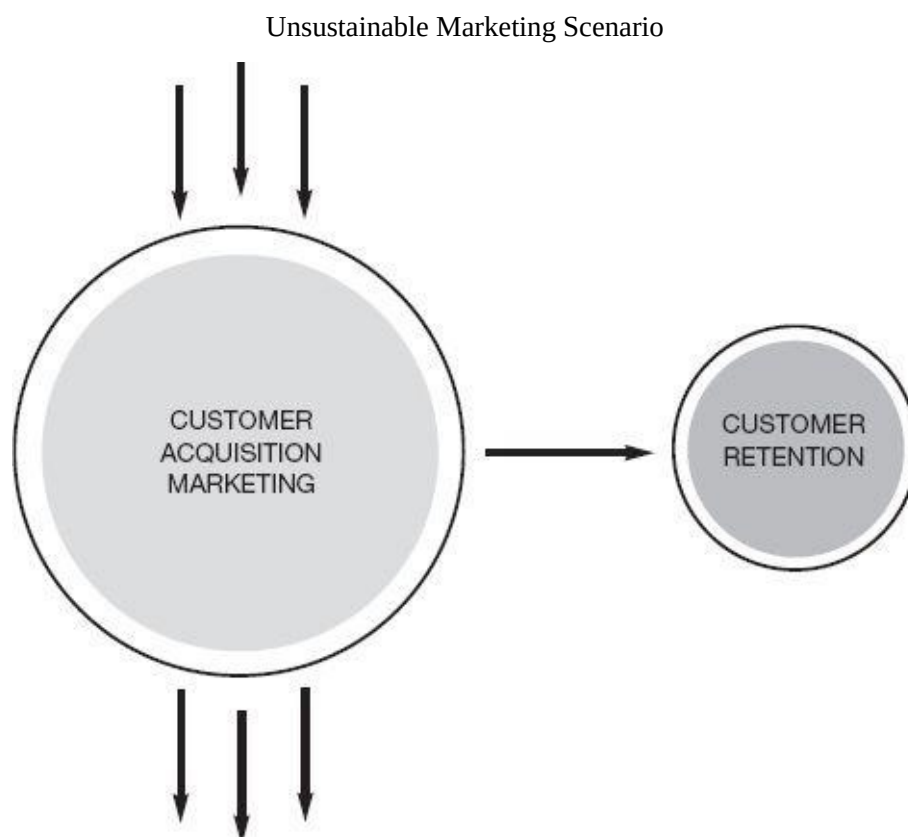 Unsustainable Marketing Scenario
CUSTOMER
ACQUISITION
MARKETING
CUSTOMER
RETENTION